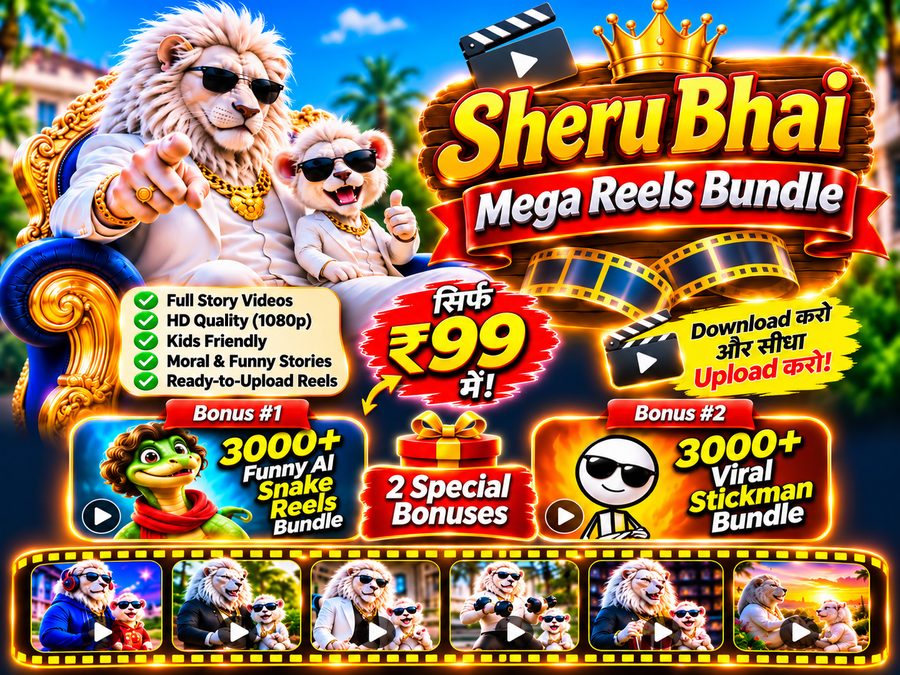 Sheru Bhai
Mega Reels Bundle
Full Story Videos
HD Quality (1080p)
Kids Friendly
Moral & Funny Stories
Ready-to-Upload Reels
सिर्फ
₹99
में!
Download करो
और सीधा
Upload करो!
Bonus #1
3000+
Funny AI
Snake
Reels
Bundle
2 Special
Bonuses
Bonus #2
3000+
Viral
Stickman
Bundle